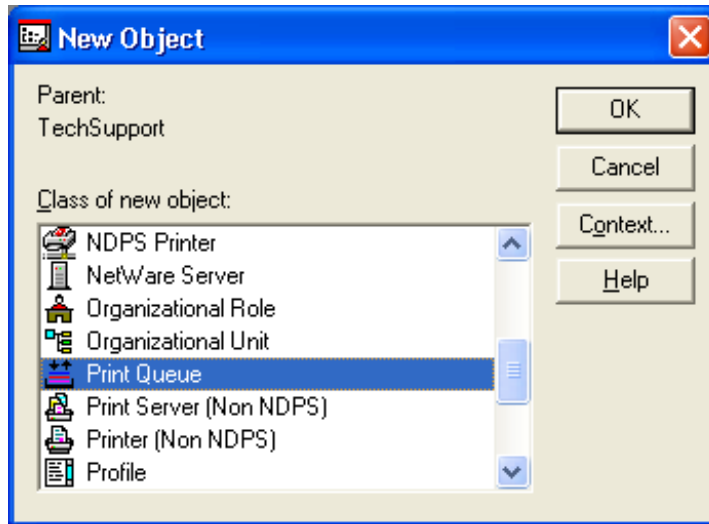 New Object
Parent:
TechSupport
Class of new object:
NDPS Printer
NetWare Server
Organizational Role
Organizational Unit
Print Queue
Print Server (Non NDPS)
Printer (Non NDPS)
Profile
OK
Cancel
Context...
Help